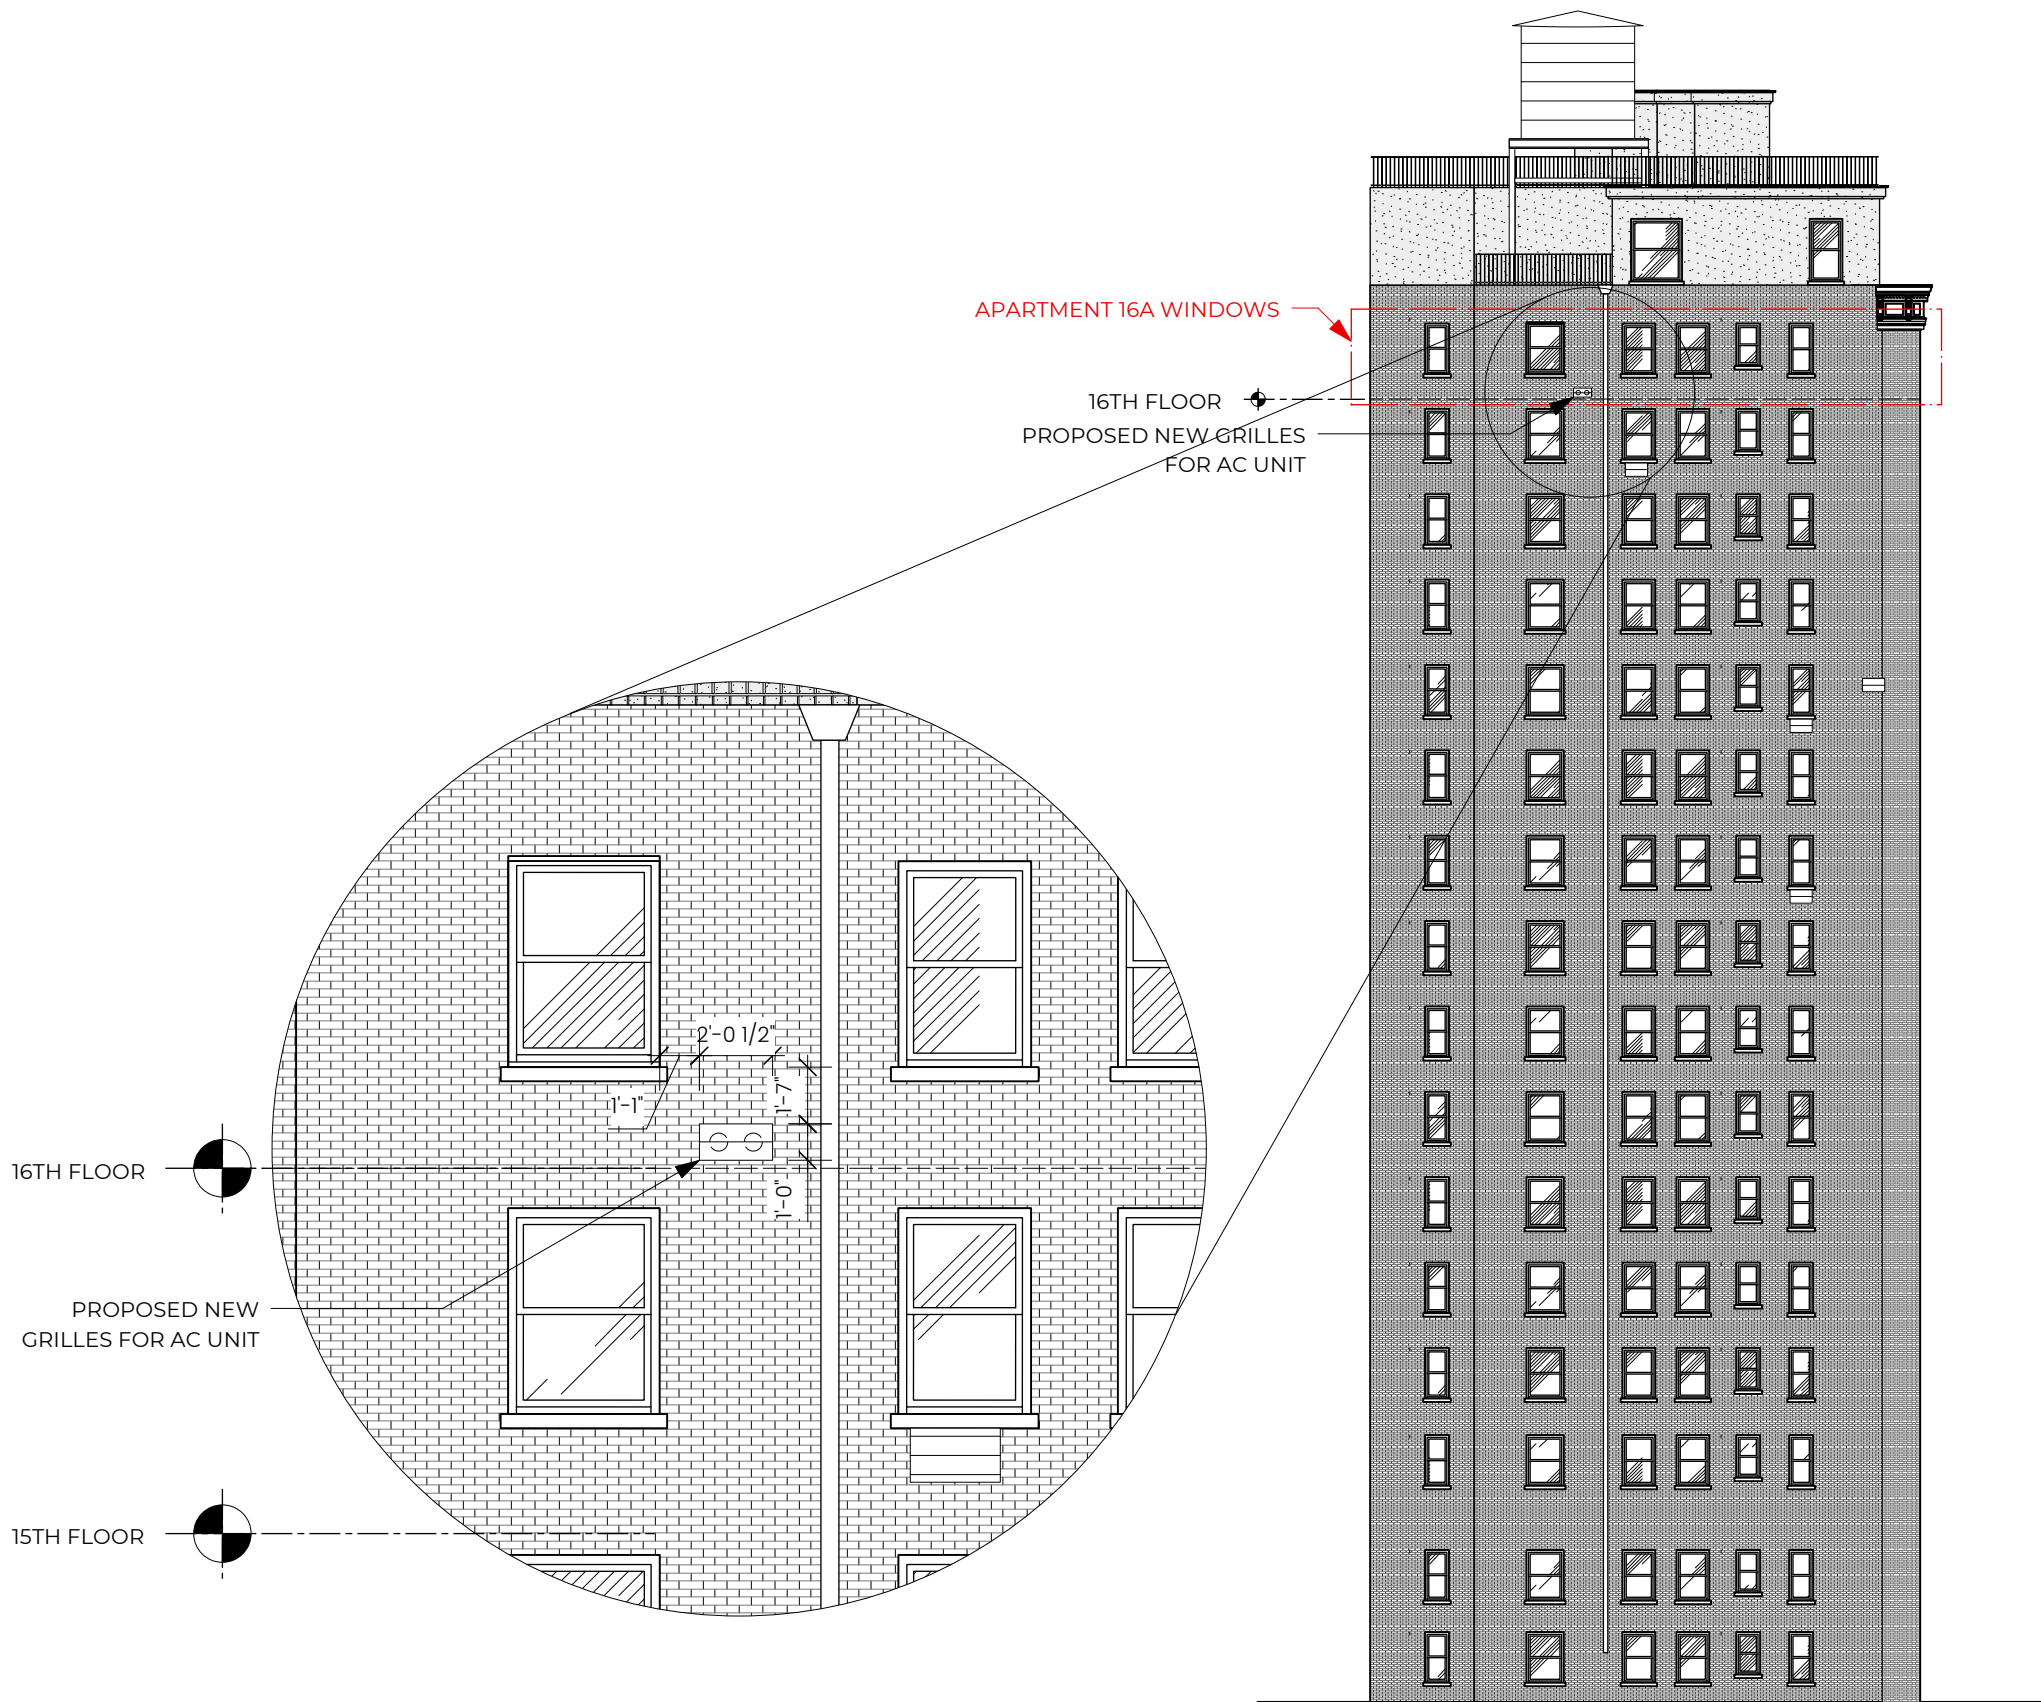 APARTMENT 16A WINDOWS
16TH FLOOR
PROPOSED NEW GRILLES
FOR AC UNIT
2'-0 1/2"
1'-7"
1'-1"
1'-0"
16TH FLOOR
PROPOSED NEW
GRILLES FOR AC UNIT
15TH FLOOR